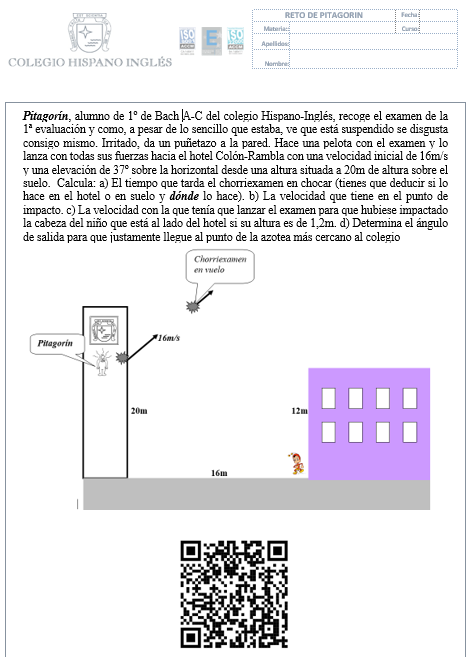 COLEGIO HISPANO INGLÉS
RETO DE PITAGORIN
Fecha:
Materia:
Curso:
Apellidos:
Nombre:
Pitagorín, alumno de 1º de Bach A-C del colegio Hispano-Inglés, recoge el examen de la
1ª evaluación y como, a pesar de lo sencillo que estaba, ve que está suspendido se disgusta
consigo mismo. Irritado, da un puñetazo a la pared. Hace una pelota con el examen y lo
lanza con todas sus fuerzas hacia el hotel Colón-Rambla con una velocidad inicial de 16m/s
y una elevación de 37º sobre la horizontal desde una altura situada a 20m de altura sobre el
suelo. Calcula: a) El tiempo que tarda el chorriexamen en chocar (tienes que deducir si lo
hace en el hotel o en suelo y dónde lo hace). b) La velocidad que tiene en el punto de
impacto. c) La velocidad con la que tenía que lanzar el examen para que hubiese impactado
la cabeza del niño que está al lado del hotel si su altura es de 1,2m. d) Determina el ángulo
de salida para que justamente llegue al punto de la azotea más cercano al colegio
Chorriexamen
en vuelo
Pitagorín
16m/s
20m
12m
16m